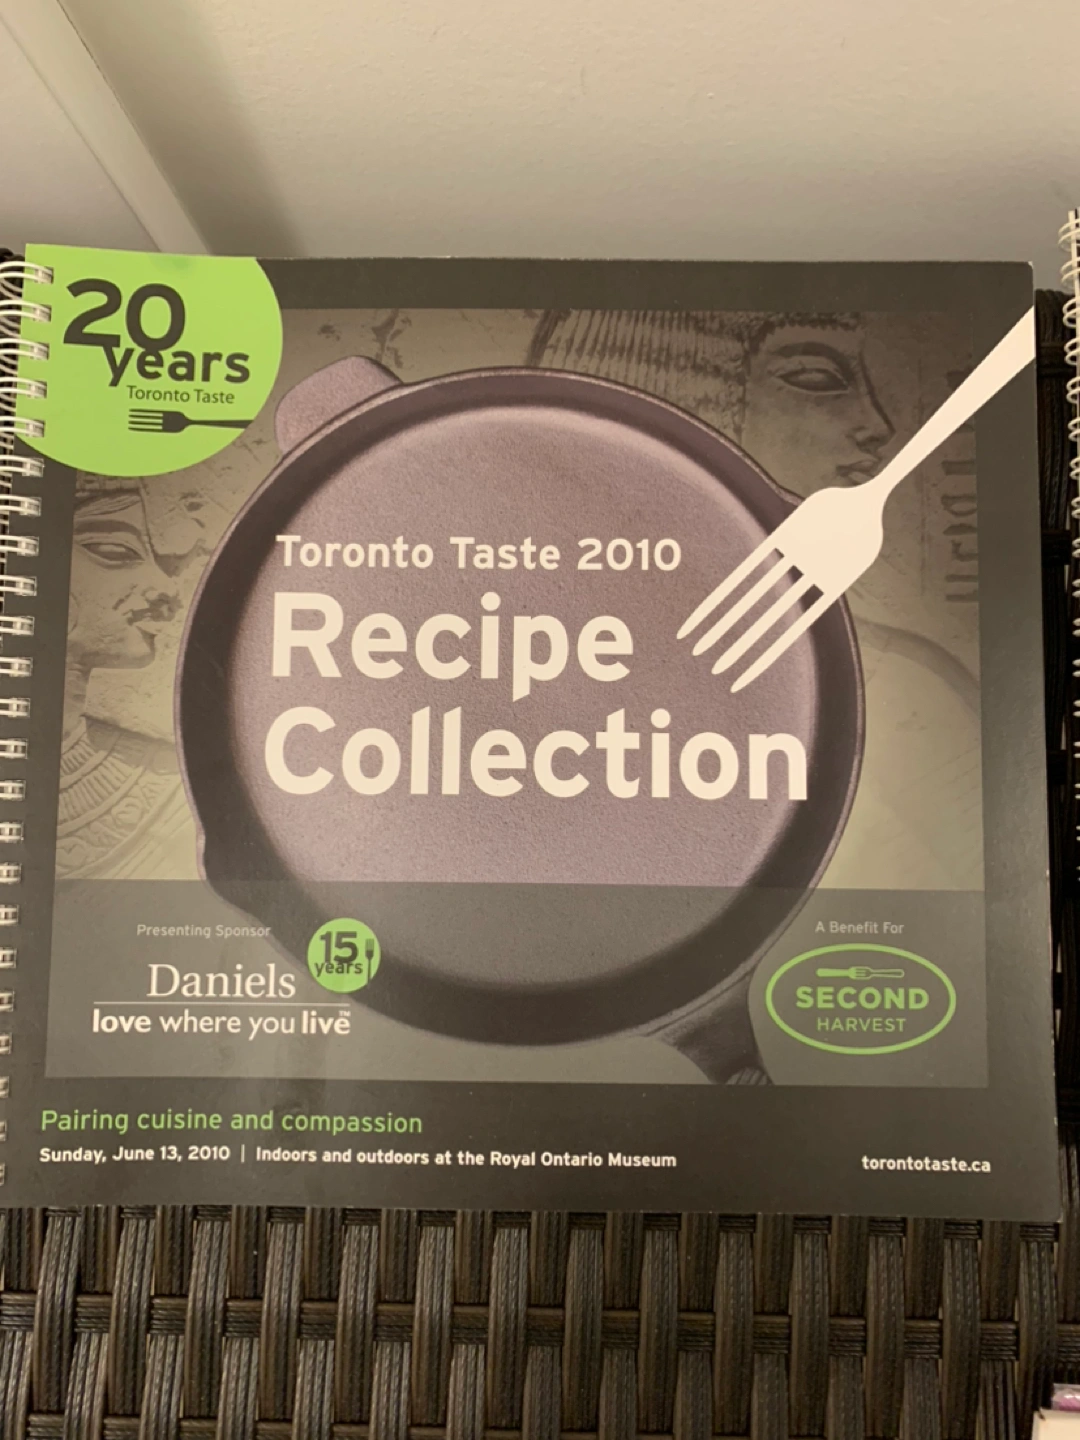 20
years
Toronto Taste
Toronto Taste 2010
Recipe
Collection
Presenting Sponsor
15
years
Daniels
love where you live™
A Benefit For
SECOND
HARVEST
Pairing cuisine and compassion
Sunday, June 13, 2010 | Indoors and outdoors at the Royal Ontario Museum
torontotaste.ca